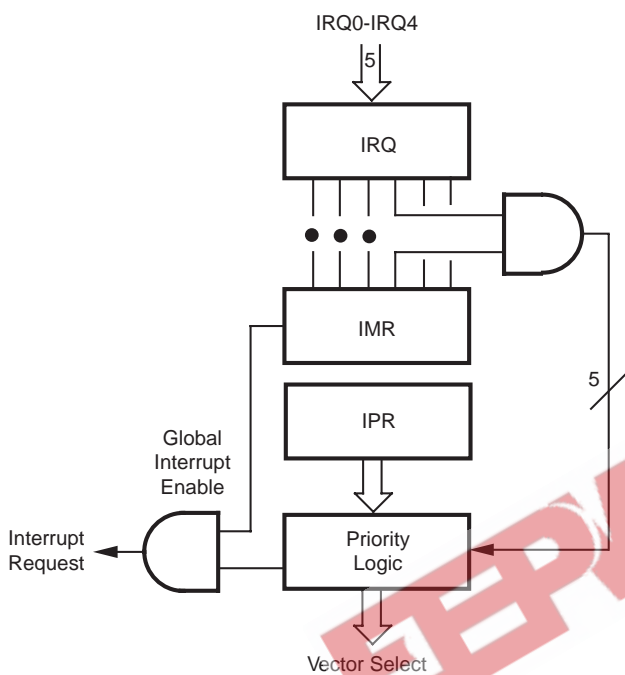 IRQ0-IRQ4
5
IRQ
IMR
5
IPR
Global
Interrupt
Enable
Interrupt
Request
Priority
Logic
Vector Select